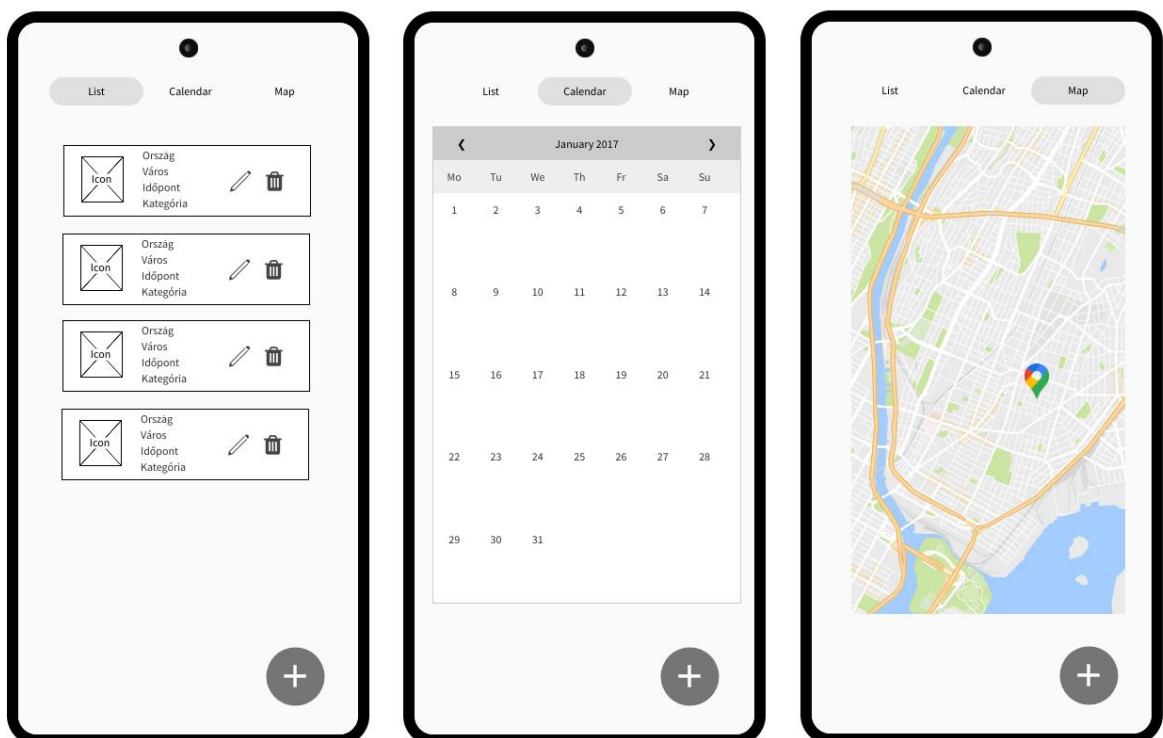 List Calendar Map
Icon
Ország
Város
Időpont
Kategória
Icon
Ország
Város
Időpont
Kategória
Icon
Ország
Város
Időpont
Kategória
Icon
Ország
Város
Időpont
Kategória
List Calendar Map
❮ January 2017 ❯
Mo Tu We Th Fr Sa Su
1 2 3 4 5 6 7
8 9 10 11 12 13 14
15 16 17 18 19 20 21
22 23 24 25 26 27 28
29 30 31
List Calendar Map